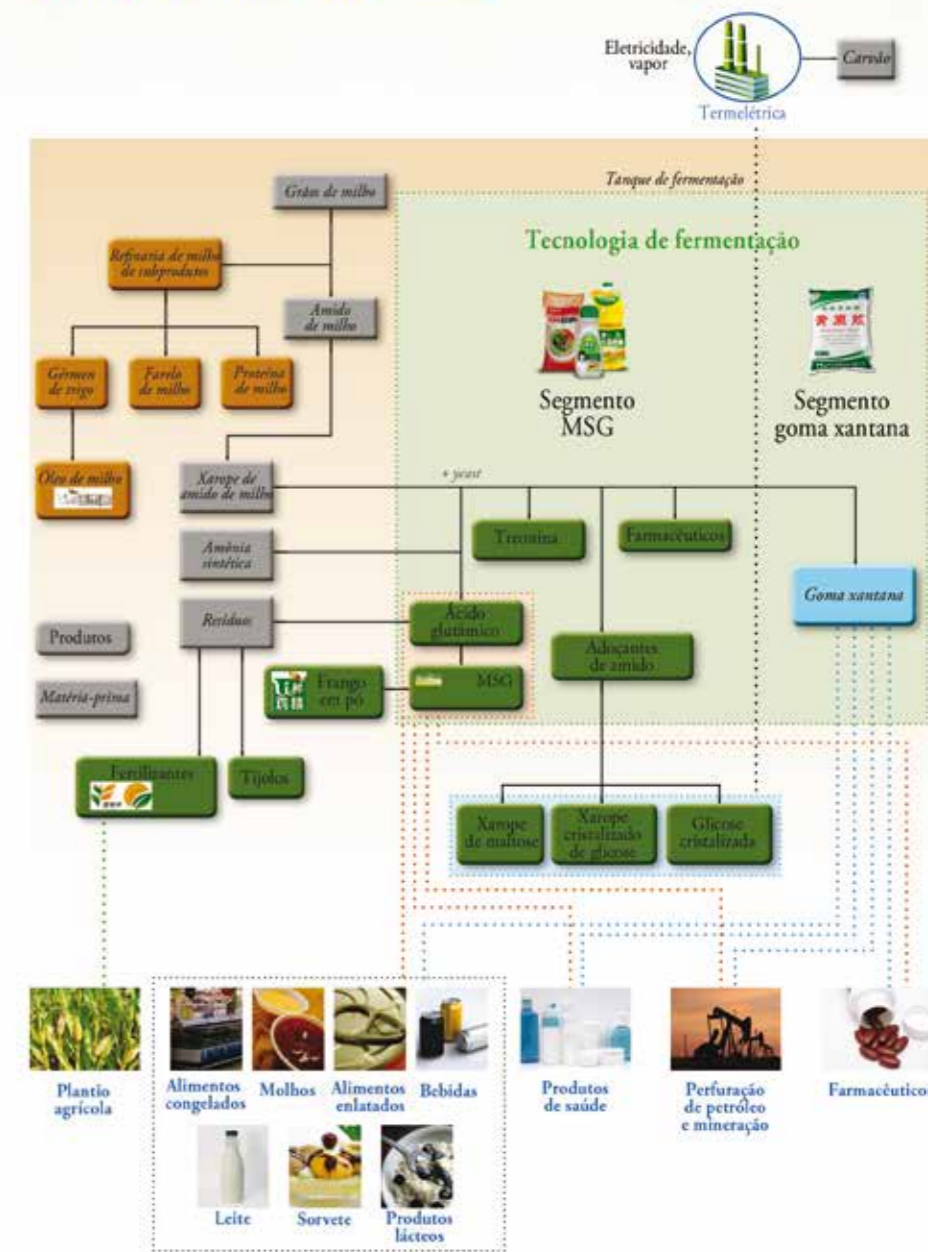 Eletricidade,
vapor
Carvão
Termelétrica
Tanque de fermentação
Grãos de milho
Tecnologia de fermentação
Refinaria de milho
de subprodutos
Amido
de milho
黄原胶
Gérmen
de trigo
Farelo
de milho
Proteína
de milho
Segmento
MSG
Segmento
goma xantana
Óleo de milho
Xarope de
amido de milho
+ yeast
Treonina
Farmacêuticos
Amônia
sintética
Goma xantana
Resíduos
Ácido
glutâmico
Produtos
Adoçantes
de amido
Frango
em pó
MSG
Matéria-prima
Fertilizantes
Tijolos
Xarope
de maltose
Xarope
cristalizado
de glicose
Glicose
cristalizada
Plantio
agrícola
Alimentos
congelados
Molhos
Alimentos
enlatados
Bebidas
Produtos
de saúde
Perfuração
de petróleo
e mineração
Farmacêuticos
Leite
Sorvete
Produtos
lácteos